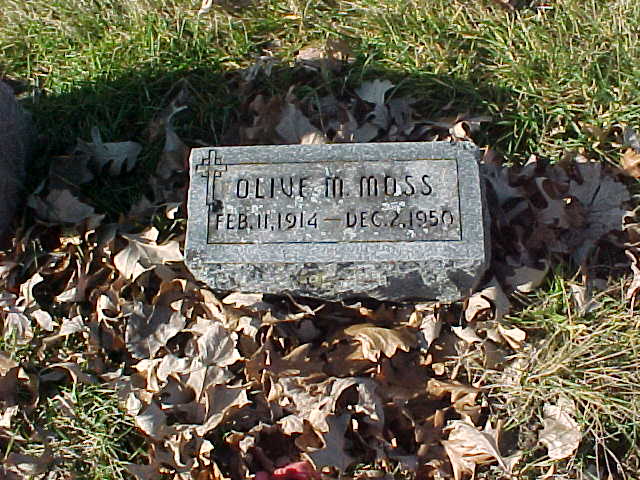 OLIVE M. MOSS
FEB. 11, 1914 — DEC. 2, 1950